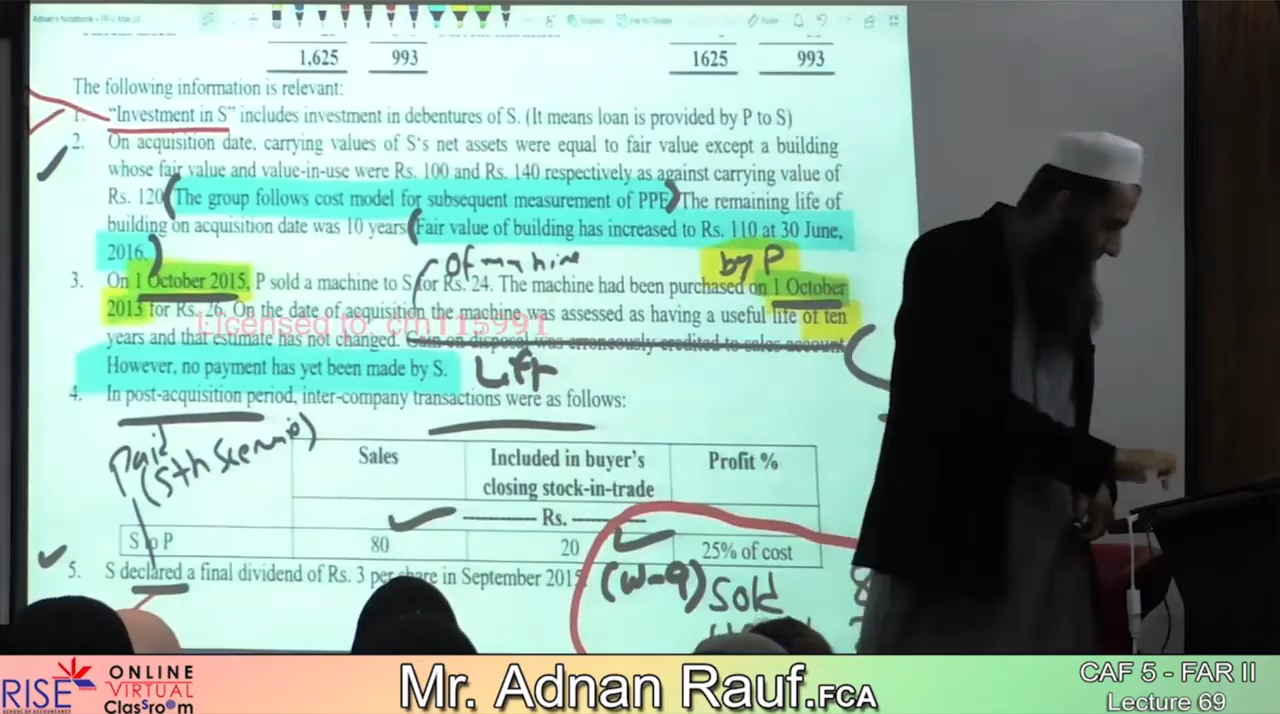 Adnan's Notebook
1,625 993 1625 993
The following information is relevant:
1. "Investment in S" includes investment in debentures of S. (It means loan is provided by P to S)
2. On acquisition date, carrying values of S's net assets were equal to fair value except a building
whose fair value and value-in-use were Rs. 100 and Rs. 140 respectively as against carrying value of
Rs. 120 (The group follows cost model for subsequent measurement of PPE) The remaining life of
building on acquisition date was 10 years (Fair value of building has increased to Rs. 110 at 30 June,
2016.)
of machine by P
3. On 1 October 2015, P sold a machine to S for Rs. 24. The machine had been purchased on 1 October
2013 for Rs. 26. On the date of acquisition the machine was assessed as having a useful life of ten
Licensed to: cm115991
years and that estimate has not changed. Gain on disposal was erroneously credited to sales account
However, no payment has yet been made by S. Left
4. In post-acquisition period, inter-company transactions were as follows:
Paid
(5th Scenario)
Sales Included in buyer's Profit %
closing stock-in-trade
Rs.
S to P 80 20 25% of cost
5. S declared a final dividend of Rs. 3 per share in September 2015.
(W-9) Sold
RISE
SCHOOL OF ACCOUNTANCY
ONLINE
VIRTUAL
Classroom
Mr. Adnan Rauf.FCA
CAF 5 - FAR II
Lecture 69